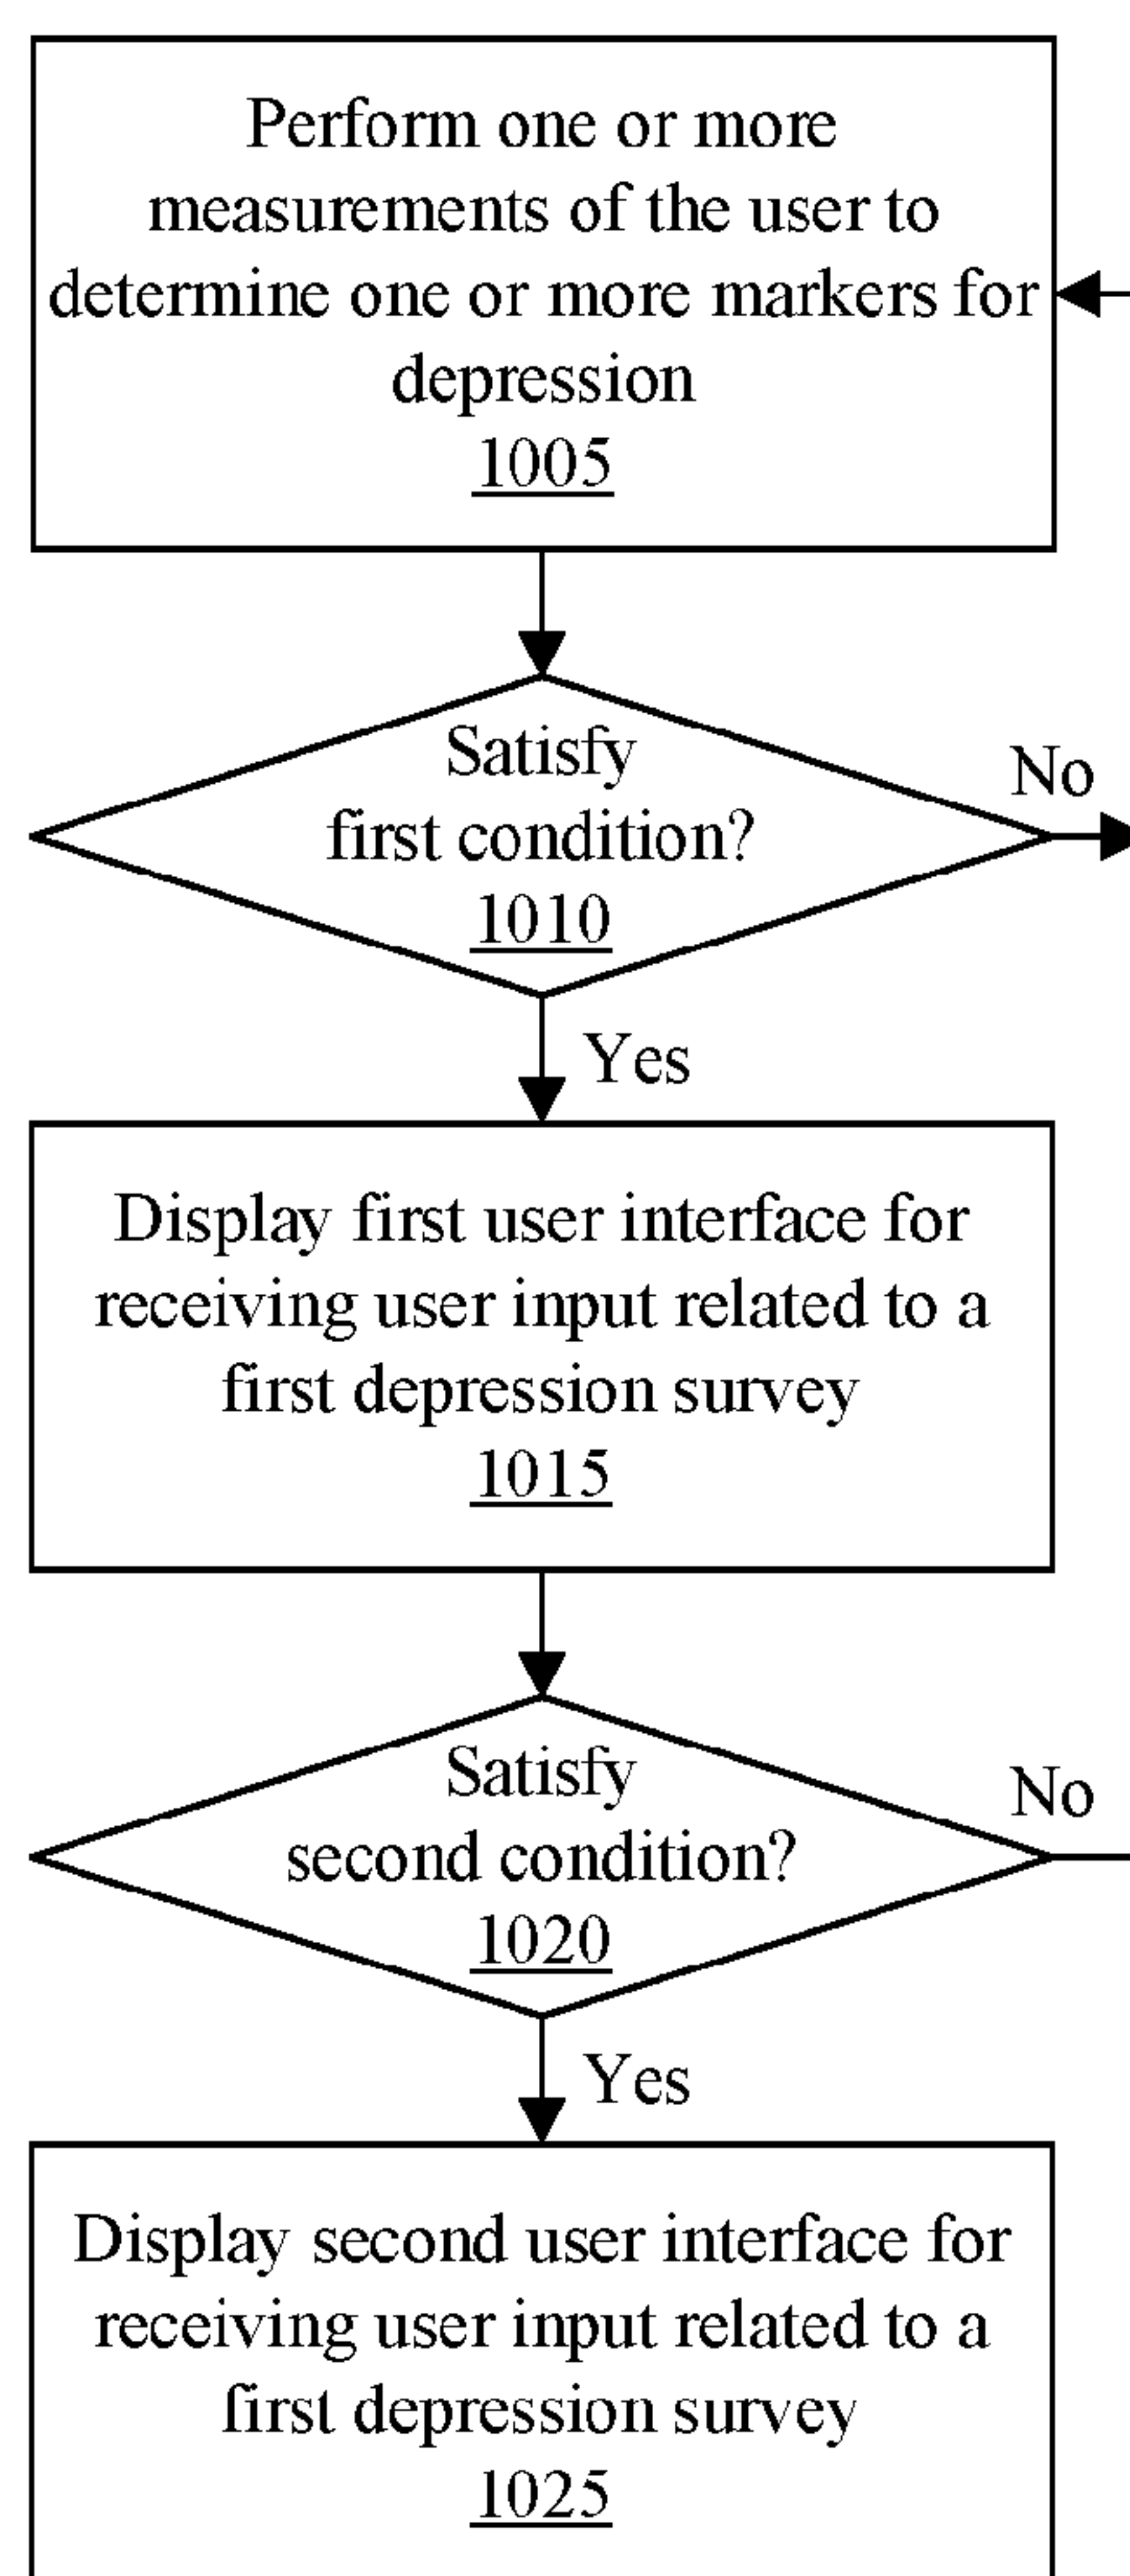 Perform one or more
measurements of the user to
determine one or more markers for
depression
1005
Satisfy
first condition?
1010
No
Yes
Display first user interface for
receiving user input related to a
first depression survey
1015
Satisfy
second condition?
1020
No
Yes
Display second user interface for
receiving user input related to a
first depression survey
1025